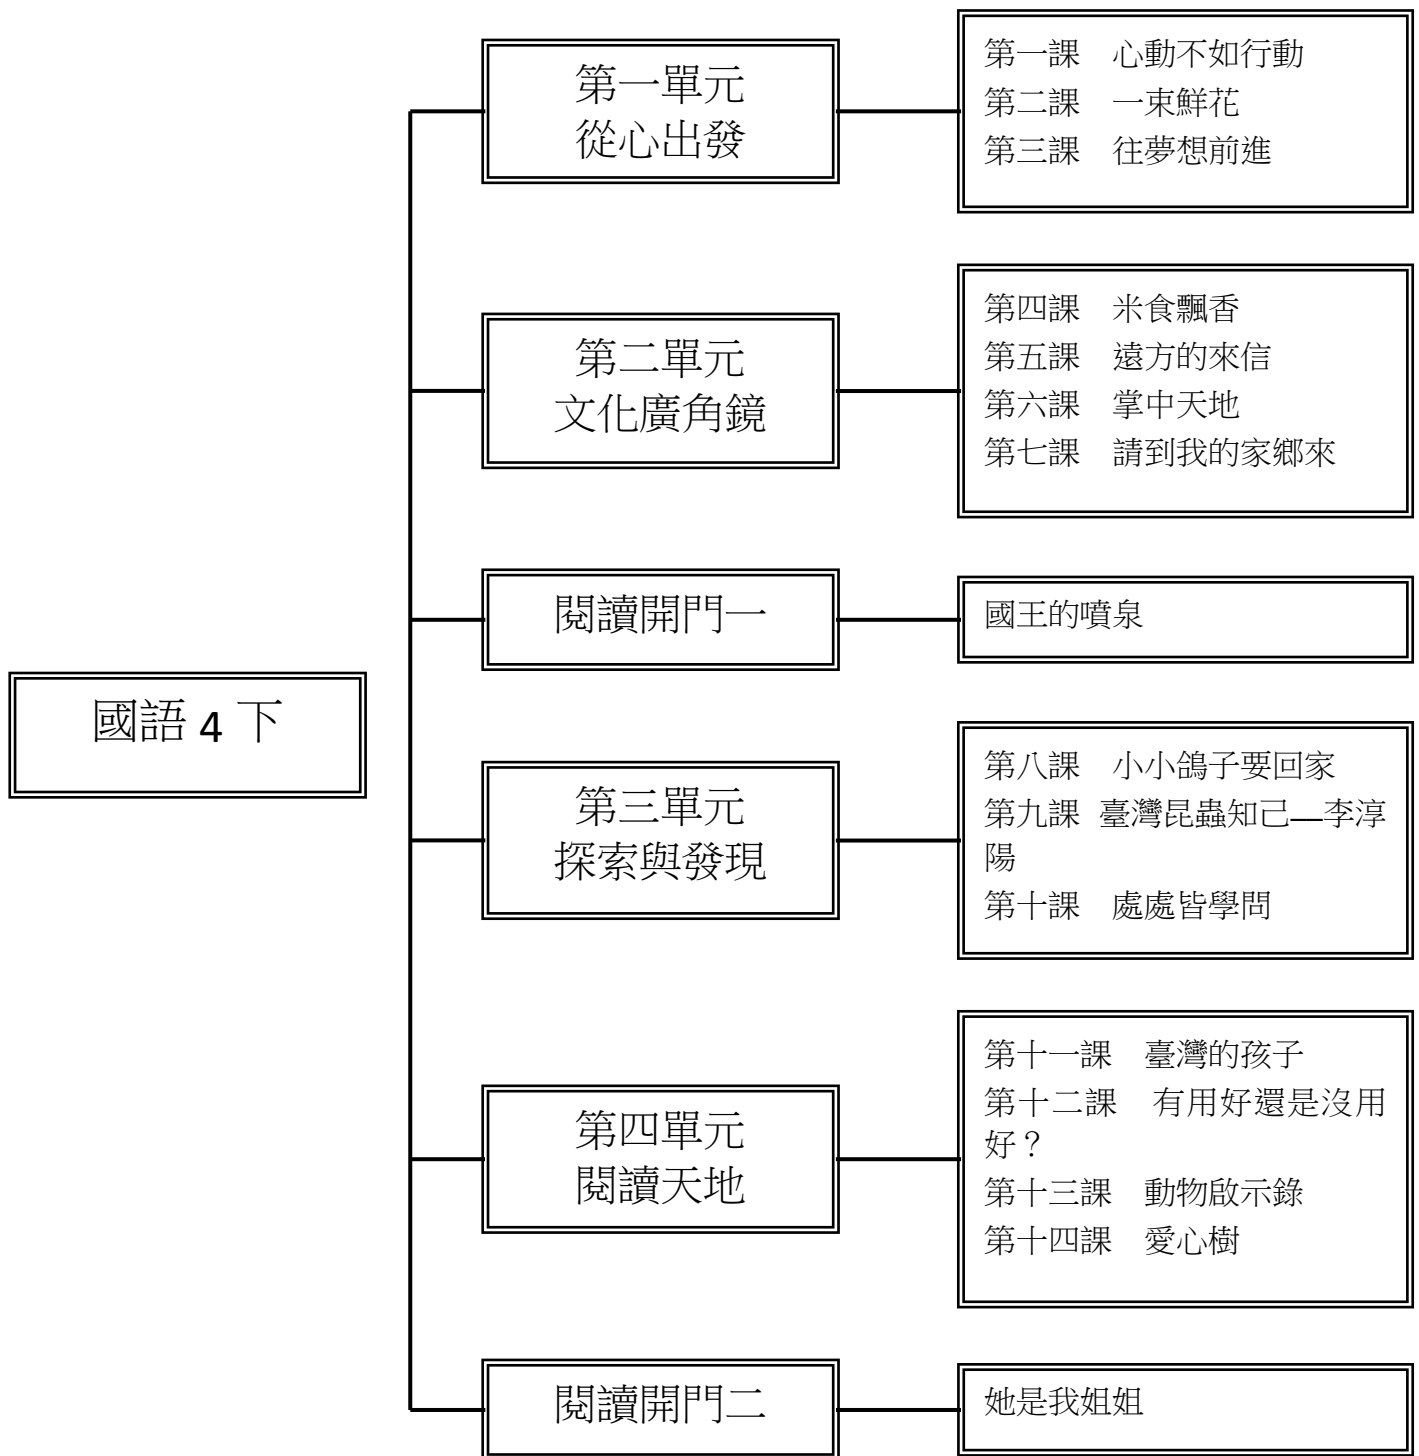 國語 4 下
第一單元
從心出發
第一課　心動不如行動
第二課　一束鮮花
第三課　往夢想前進
第二單元
文化廣角鏡
第四課　米食飄香
第五課　遠方的來信
第六課　掌中天地
第七課　請到我的家鄉來
閱讀開門一
國王的噴泉
第三單元
探索與發現
第八課　小小鴿子要回家
第九課 臺灣昆蟲知己—李淳
陽
第十課　處處皆學問
第四單元
閱讀天地
第十一課　臺灣的孩子
第十二課　有用好還是沒用
好？
第十三課　動物啟示錄
第十四課　愛心樹
閱讀開門二
她是我姐姐